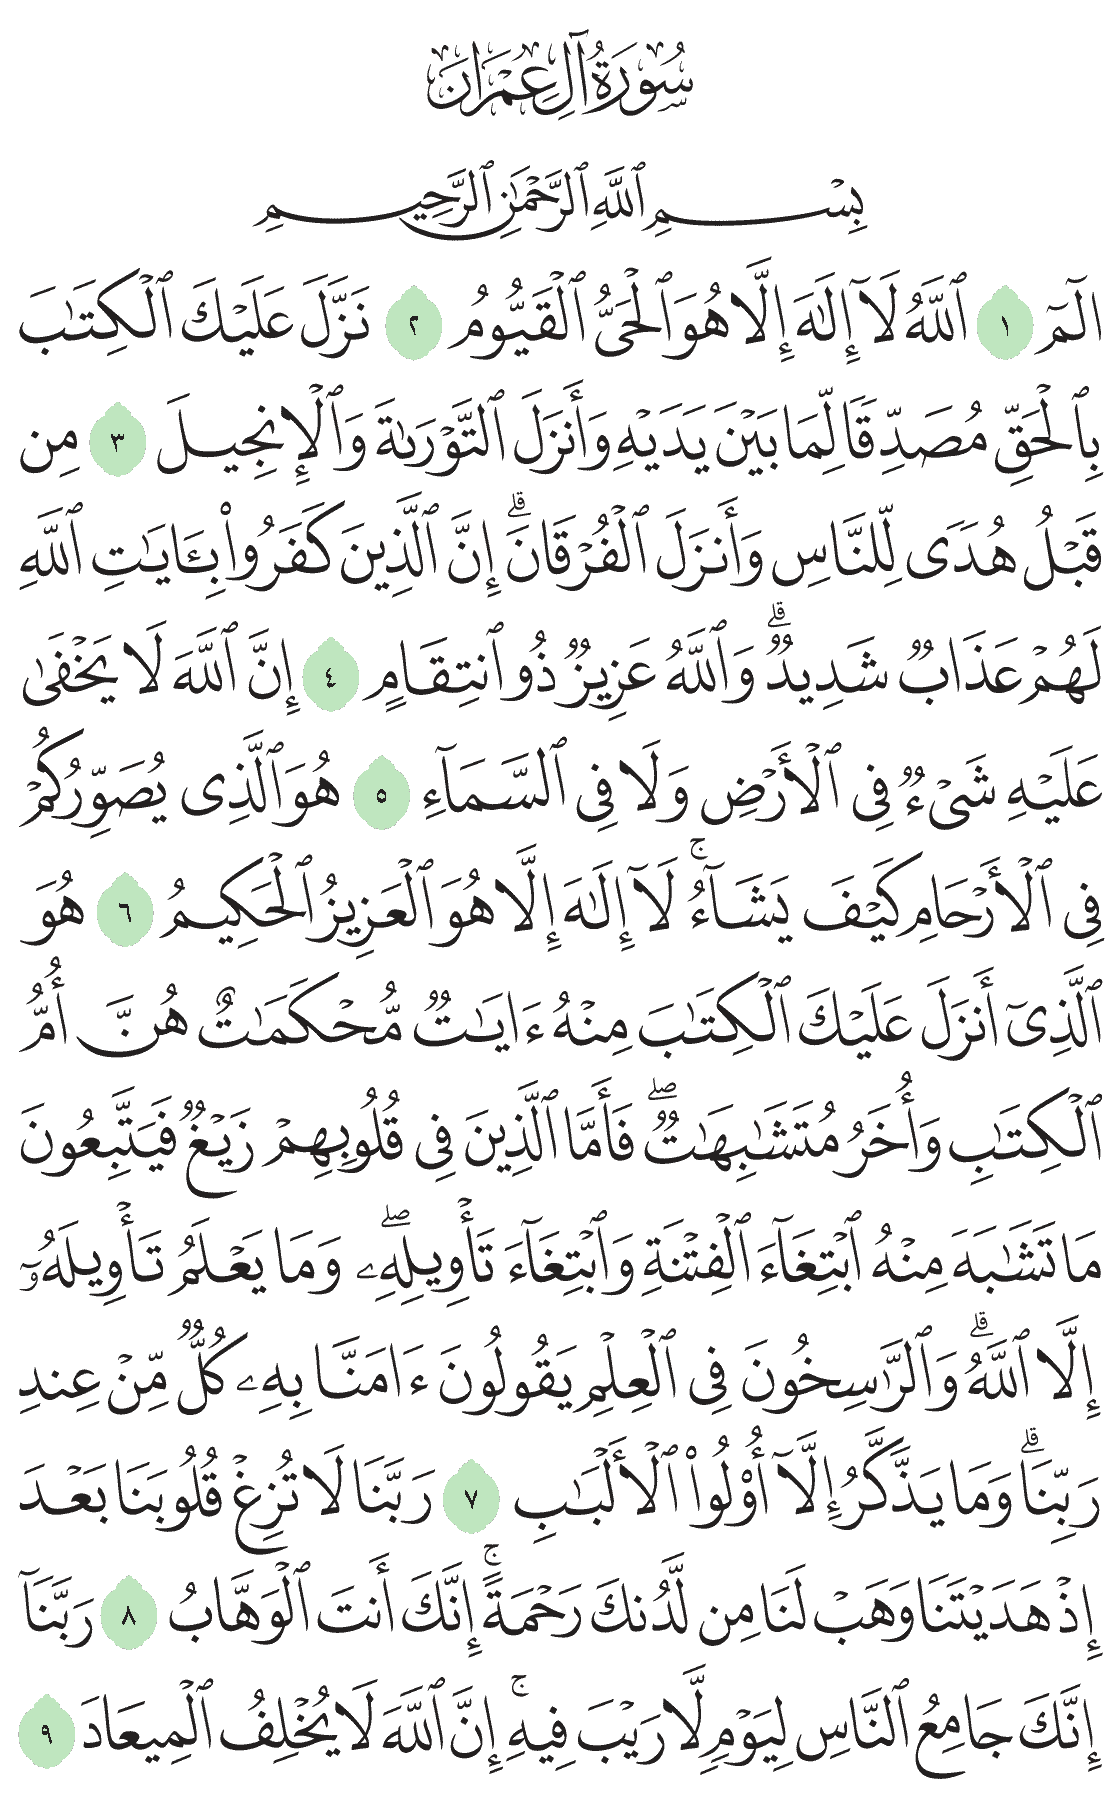 سُورَةُ آلِ عِمْرَانَ
بِسْمِ ٱللَّهِ ٱلرَّحْمَٰنِ ٱلرَّحِيمِ
الٓمٓ ١ ٱللَّهُ لَآ إِلَٰهَ إِلَّا هُوَ ٱلْحَىُّ ٱلْقَيُّومُ ٢ نَزَّلَ عَلَيْكَ ٱلْكِتَٰبَ
بِٱلْحَقِّ مُصَدِّقًا لِّمَا بَيْنَ يَدَيْهِ وَأَنزَلَ ٱلتَّوْرَىٰةَ وَٱلْإِنجِيلَ ٣ مِن
قَبْلُ هُدًى لِّلنَّاسِ وَأَنزَلَ ٱلْفُرْقَانَ ۗ إِنَّ ٱلَّذِينَ كَفَرُوا۟ بِـَٔايَٰتِ ٱللَّهِ
لَهُمْ عَذَابٌ شَدِيدٌ ۗ وَٱللَّهُ عَزِيزٌ ذُو ٱنتِقَامٍ ٤ إِنَّ ٱللَّهَ لَا يَخْفَىٰ
عَلَيْهِ شَىْءٌ فِى ٱلْأَرْضِ وَلَا فِى ٱلسَّمَآءِ ٥ هُوَ ٱلَّذِى يُصَوِّرُكُمْ
فِى ٱلْأَرْحَامِ كَيْفَ يَشَآءُ ۚ لَآ إِلَٰهَ إِلَّا هُوَ ٱلْعَزِيزُ ٱلْحَكِيمُ ٦ هُوَ
ٱلَّذِىٓ أَنزَلَ عَلَيْكَ ٱلْكِتَٰبَ مِنْهُ ءَايَٰتٌ مُّحْكَمَٰتٌ هُنَّ أُمُّ
ٱلْكِتَٰبِ وَأُخَرُ مُتَشَٰبِهَٰتٌ ۖ فَأَمَّا ٱلَّذِينَ فِى قُلُوبِهِمْ زَيْغٌ فَيَتَّبِعُونَ
مَا تَشَٰبَهَ مِنْهُ ٱبْتِغَآءَ ٱلْفِتْنَةِ وَٱبْتِغَآءَ تَأْوِيلِهِۦ ۖ وَمَا يَعْلَمُ تَأْوِيلَهُۥٓ
إِلَّا ٱللَّهُ ۗ وَٱلرَّٰسِخُونَ فِى ٱلْعِلْمِ يَقُولُونَ ءَامَنَّا بِهِۦ كُلٌّ مِّنْ عِندِ
رَبِّنَا ۗ وَمَا يَذَّكَّرُ إِلَّآ أُو۟لُوا۟ ٱلْأَلْبَٰبِ ٧ رَبَّنَا لَا تُزِغْ قُلُوبَنَا بَعْدَ
إِذْ هَدَيْتَنَا وَهَبْ لَنَا مِن لَّدُنكَ رَحْمَةً ۚ إِنَّكَ أَنتَ ٱلْوَهَّابُ ٨ رَبَّنَآ
إِنَّكَ جَامِعُ ٱلنَّاسِ لِيَوْمٍ لَّا رَيْبَ فِيهِ ۚ إِنَّ ٱللَّهَ لَا يُخْلِفُ ٱلْمِيعَادَ ٩